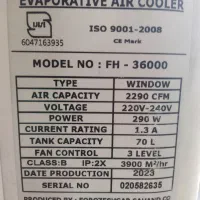 EVAPORATIVE AIR COOLER
ISO 9001-2008
6047163935
CE Mark
MODEL NO : FH - 36000
TYPE WINDOW
AIR CAPACITY 2290 CFM
VOLTAGE 220V-240V
POWER 290 W
CURRENT RATING 1.3 A
TANK CAPACITY 70 L
FAN CONTROL 3 LEVEL
CLASS:B IP:2X 3900 M³/hr
DATE PRODUCTION 2023
SERIAL NO 020582635